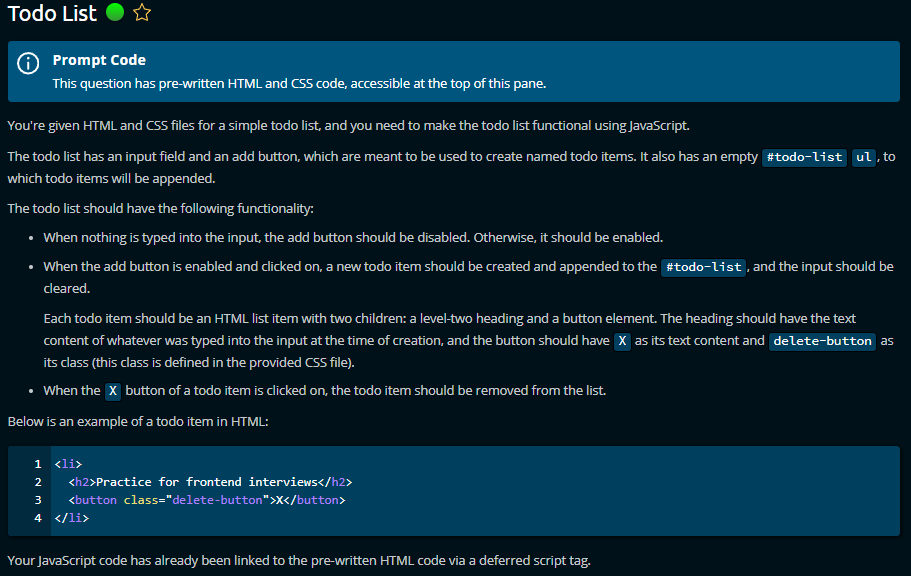 Todo List
Prompt Code
This question has pre-written HTML and CSS code, accessible at the top of this pane.
You're given HTML and CSS files for a simple todo list, and you need to make the todo list functional using JavaScript.
The todo list has an input field and an add button, which are meant to be used to create named todo items. It also has an empty #todo-list ul, to
which todo items will be appended.
The todo list should have the following functionality:
• When nothing is typed into the input, the add button should be disabled. Otherwise, it should be enabled.
• When the add button is enabled and clicked on, a new todo item should be created and appended to the #todo-list, and the input should be
cleared.
Each todo item should be an HTML list item with two children: a level-two heading and a button element. The heading should have the text
content of whatever was typed into the input at the time of creation, and the button should have X as its text content and delete-button as
its class (this class is defined in the provided CSS file).
• When the X button of a todo item is clicked on, the todo item should be removed from the list.
Below is an example of a todo item in HTML:
1 <li>
2   <h2>Practice for frontend interviews</h2>
3   <button class="delete-button">X</button>
4 </li>
Your JavaScript code has already been linked to the pre-written HTML code via a deferred script tag.